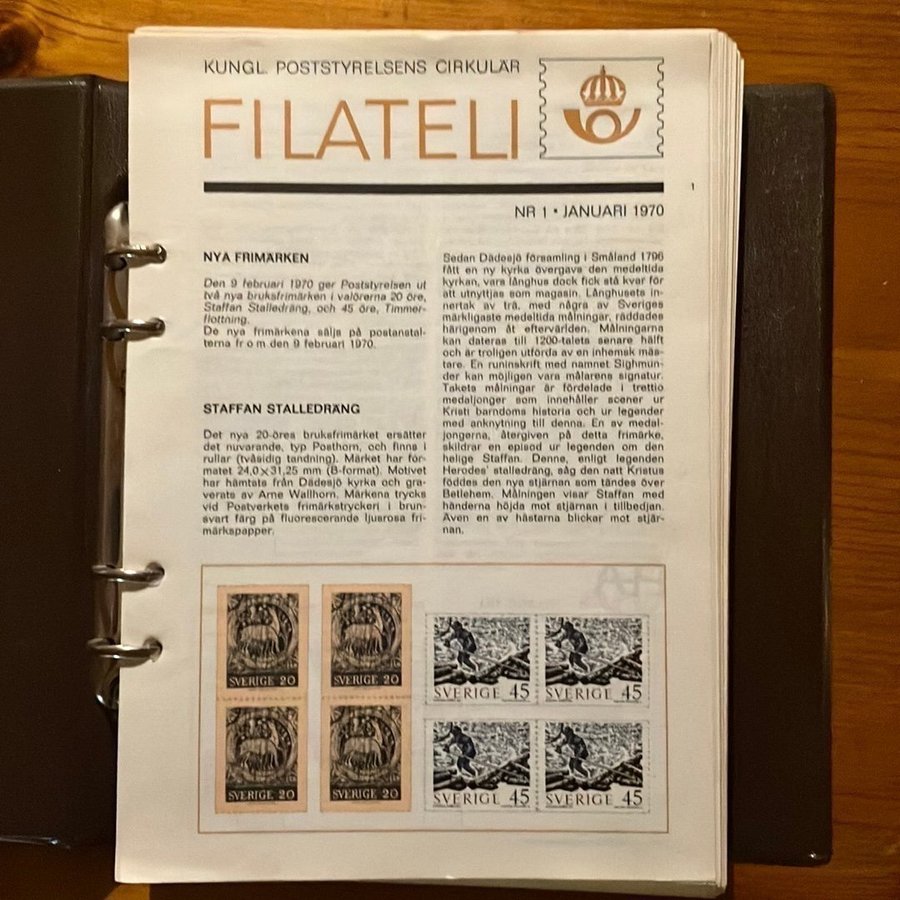 KUNGL. POSTSTYRELSENS CIRKULÄR
FILATELI
1
NR 1 • JANUARI 1970
NYA FRIMÄRKEN
Den 9 februari 1970 ger Poststyrelsen ut
två nya bruksfrimärken i valörerna 20 öre,
Staffan Stalledräng, och 45 öre, Timmer-
flottning.
De nya frimärkena säljs på postanstal-
terna fr o m den 9 februari 1970.
STAFFAN STALLEDRÄNG
Det nya 20-öres bruksfrimärket ersätter
det nuvarande, typ Posthorn, och finns i
rullar (tvåsidig tandning). Märket har for-
matet 24,0×31,25 mm (B-format). Motivet
har hämtats från Dädesjö kyrka och gra-
verats av Arne Wallhorn. Märkena trycks
vid Postverkets frimärkstryckeri i brun-
svart färg på fluorescerande ljusrosa fri-
märkspapper.
Sedan Dädesjö församling i Småland 1796
fått en ny kyrka övergavs den medeltida
kyrkan, vars långhus dock fick stå kvar för
att utnyttjas som magasin. Långhusets in-
nertak av trä, med några av Sveriges
märkligaste medeltida målningar, räddades
härigenom åt eftervärlden. Målningarna
kan dateras till 1200-talets senare hälft
och är troligen utförda av en inhemsk mäs-
tare. En runinskrift med namnet Sighmun-
der kan möjligen vara målarens signatur.
Takets målningar är fördelade i trettio
medaljonger som innehåller scener ur
Kristi barndoms historia och ur legender
med anknytning till denna. En av medal-
jongerna, återgiven på detta frimärke,
skildrar en episod ur legenden om den
helige Staffan. Denne, enligt legenden
Herodes' stalledräng, såg den natt Kristus
föddes den nya stjärnan som tändes över
Betlehem. Målningen visar Staffan med
händerna höjda mot stjärnan i tillbedjan.
Även en av hästarna blickar mot stjär-
nan.
SVERIGE 20
SVERIGE 20
SVERIGE 45
SVERIGE 45
SVERIGE 20
SVERIGE 20
SVERIGE 45
SVERIGE 45